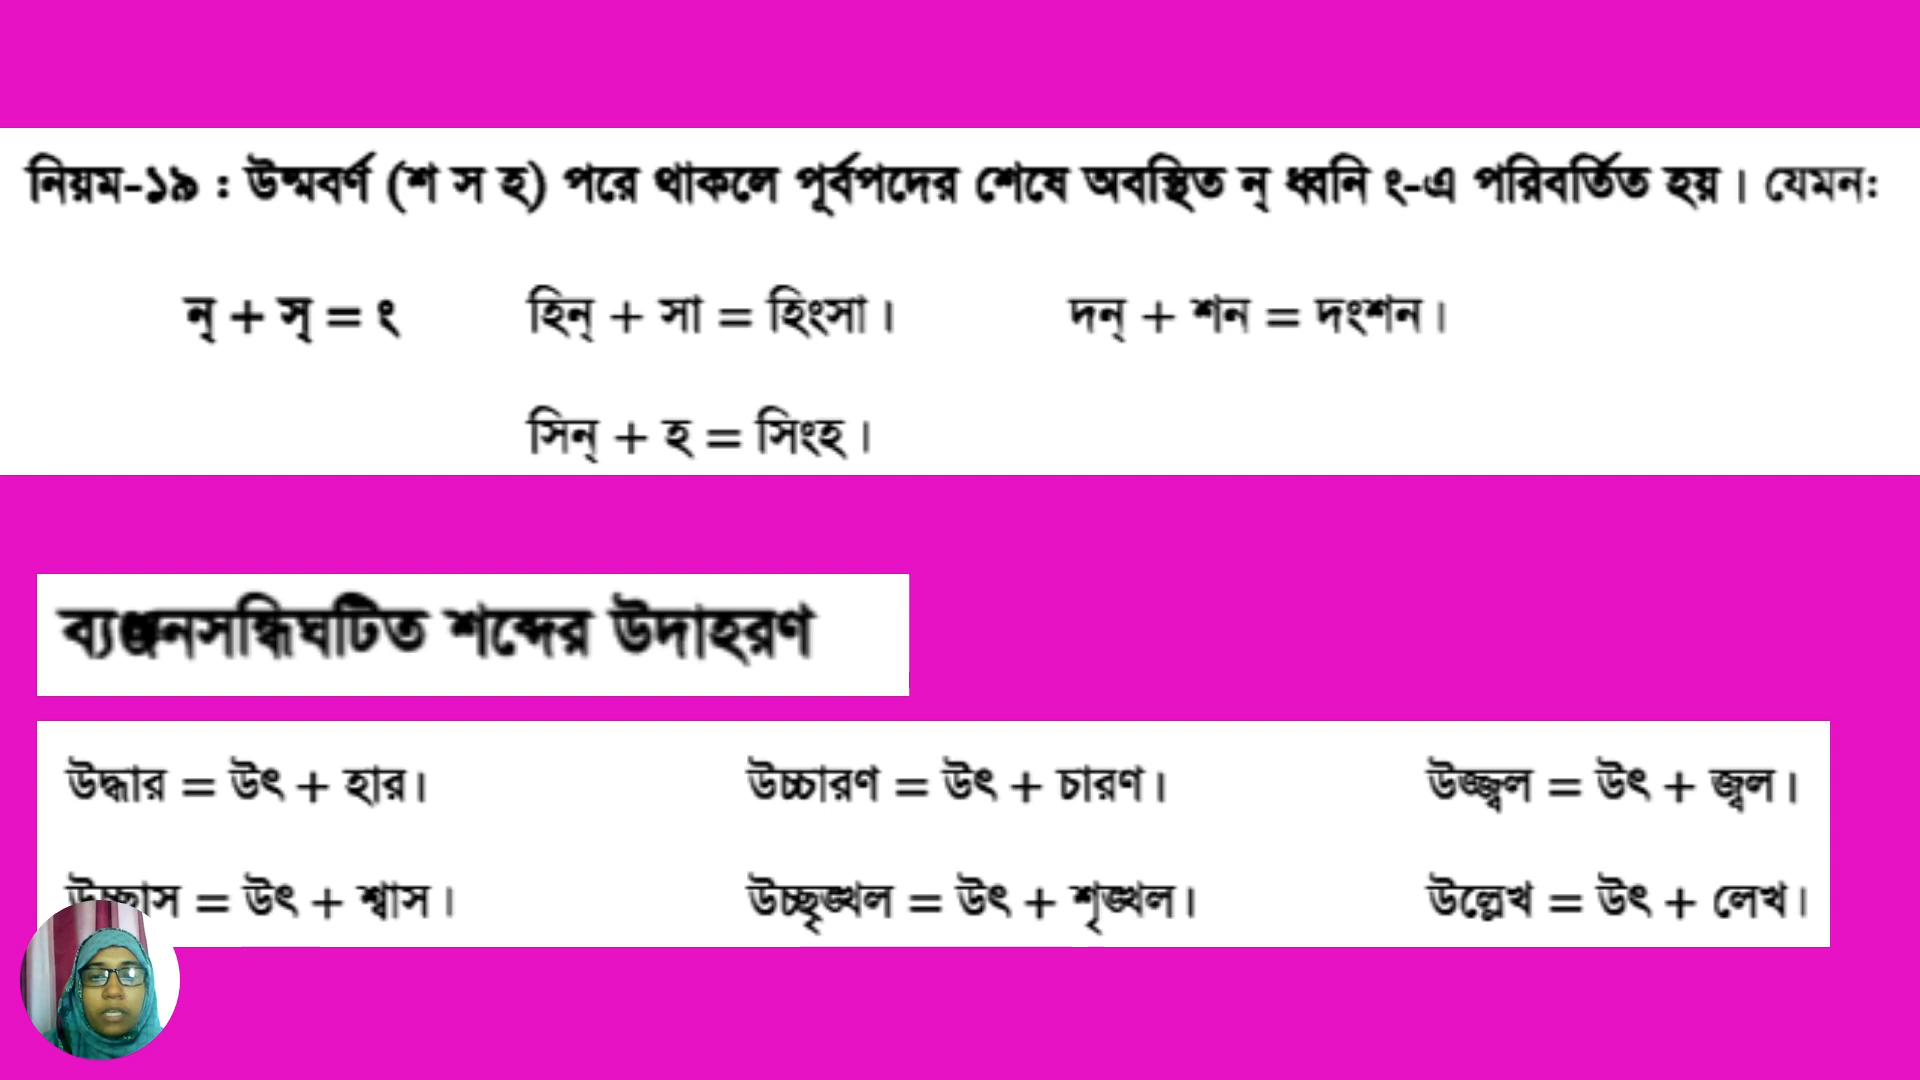 নিয়ম-১৯ : উষ্মবর্ণ (শ স হ) পরে থাকলে পূর্বপদের শেষে অবস্থিত ন্ ধ্বনি ং-এ পরিবর্তিত হয়। যেমনঃ
ন্ + স্ = ং হিন্ + সা = হিংসা। দন্ + শন = দংশন।
সিন্ + হ = সিংহ।
ব্যঞ্জনসন্ধিঘটিত শব্দের উদাহরণ
উদ্ধার = উৎ + হার। উচ্চারণ = উৎ + চারণ। উজ্জ্বল = উৎ + জ্বল।
উচ্ছাস = উৎ + শ্বাস। উচ্ছৃঙ্খল = উৎ + শৃঙ্খল। উল্লেখ = উৎ + লেখ।